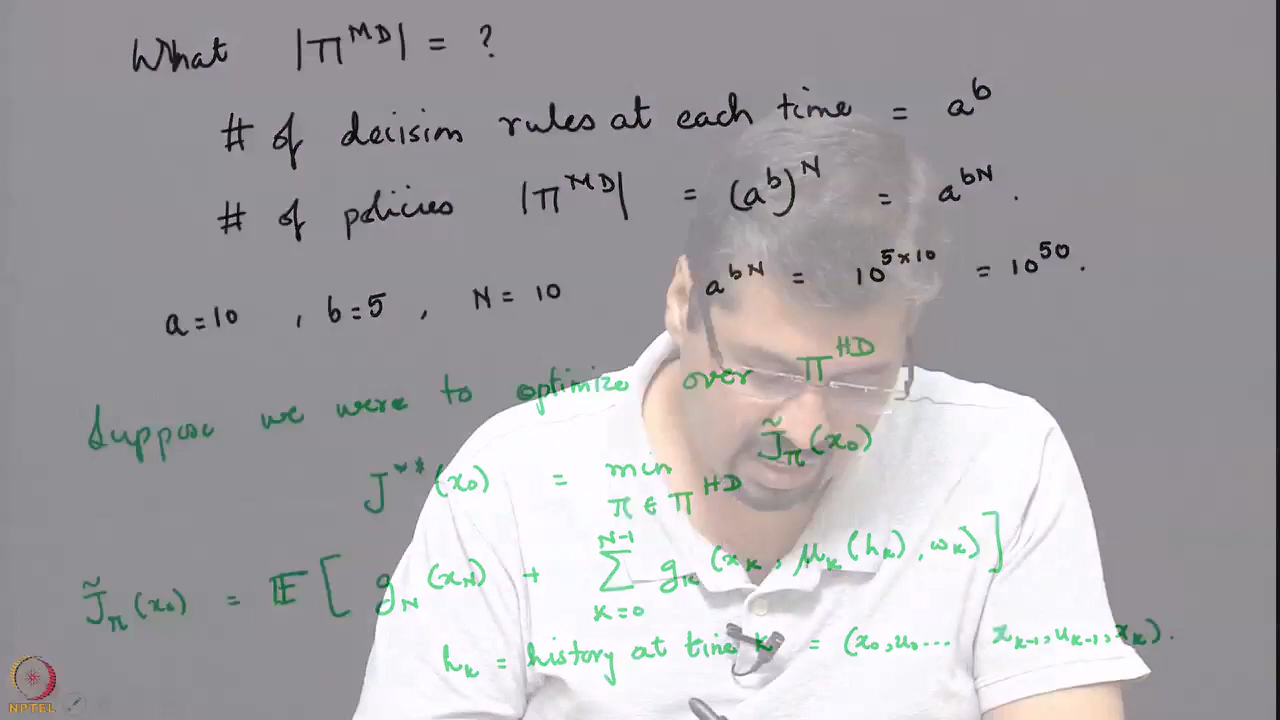 What |Π^MD| = ?
# of decision rules at each time = a^b
# of policies |Π^MD| = (a^b)^N = a^bN .
a = 10 , b = 5 , N = 10 a^bN = 10^5×10 = 10^50 .
Suppose we were to optimize over Π^HD
J^**(x₀) = min_{π ∈ Π^HD} J̃_π(x₀)
J̃_π(x₀) = 𝔼 [ g_N(x_N) + ∑_{k=0}^{N-1} g_k(x_k, μ_k(h_k), w_k) ]
h_k = history at time k = (x₀, u₀ ... x_{k-1}, u_{k-1}, x_k) .
NPTEL